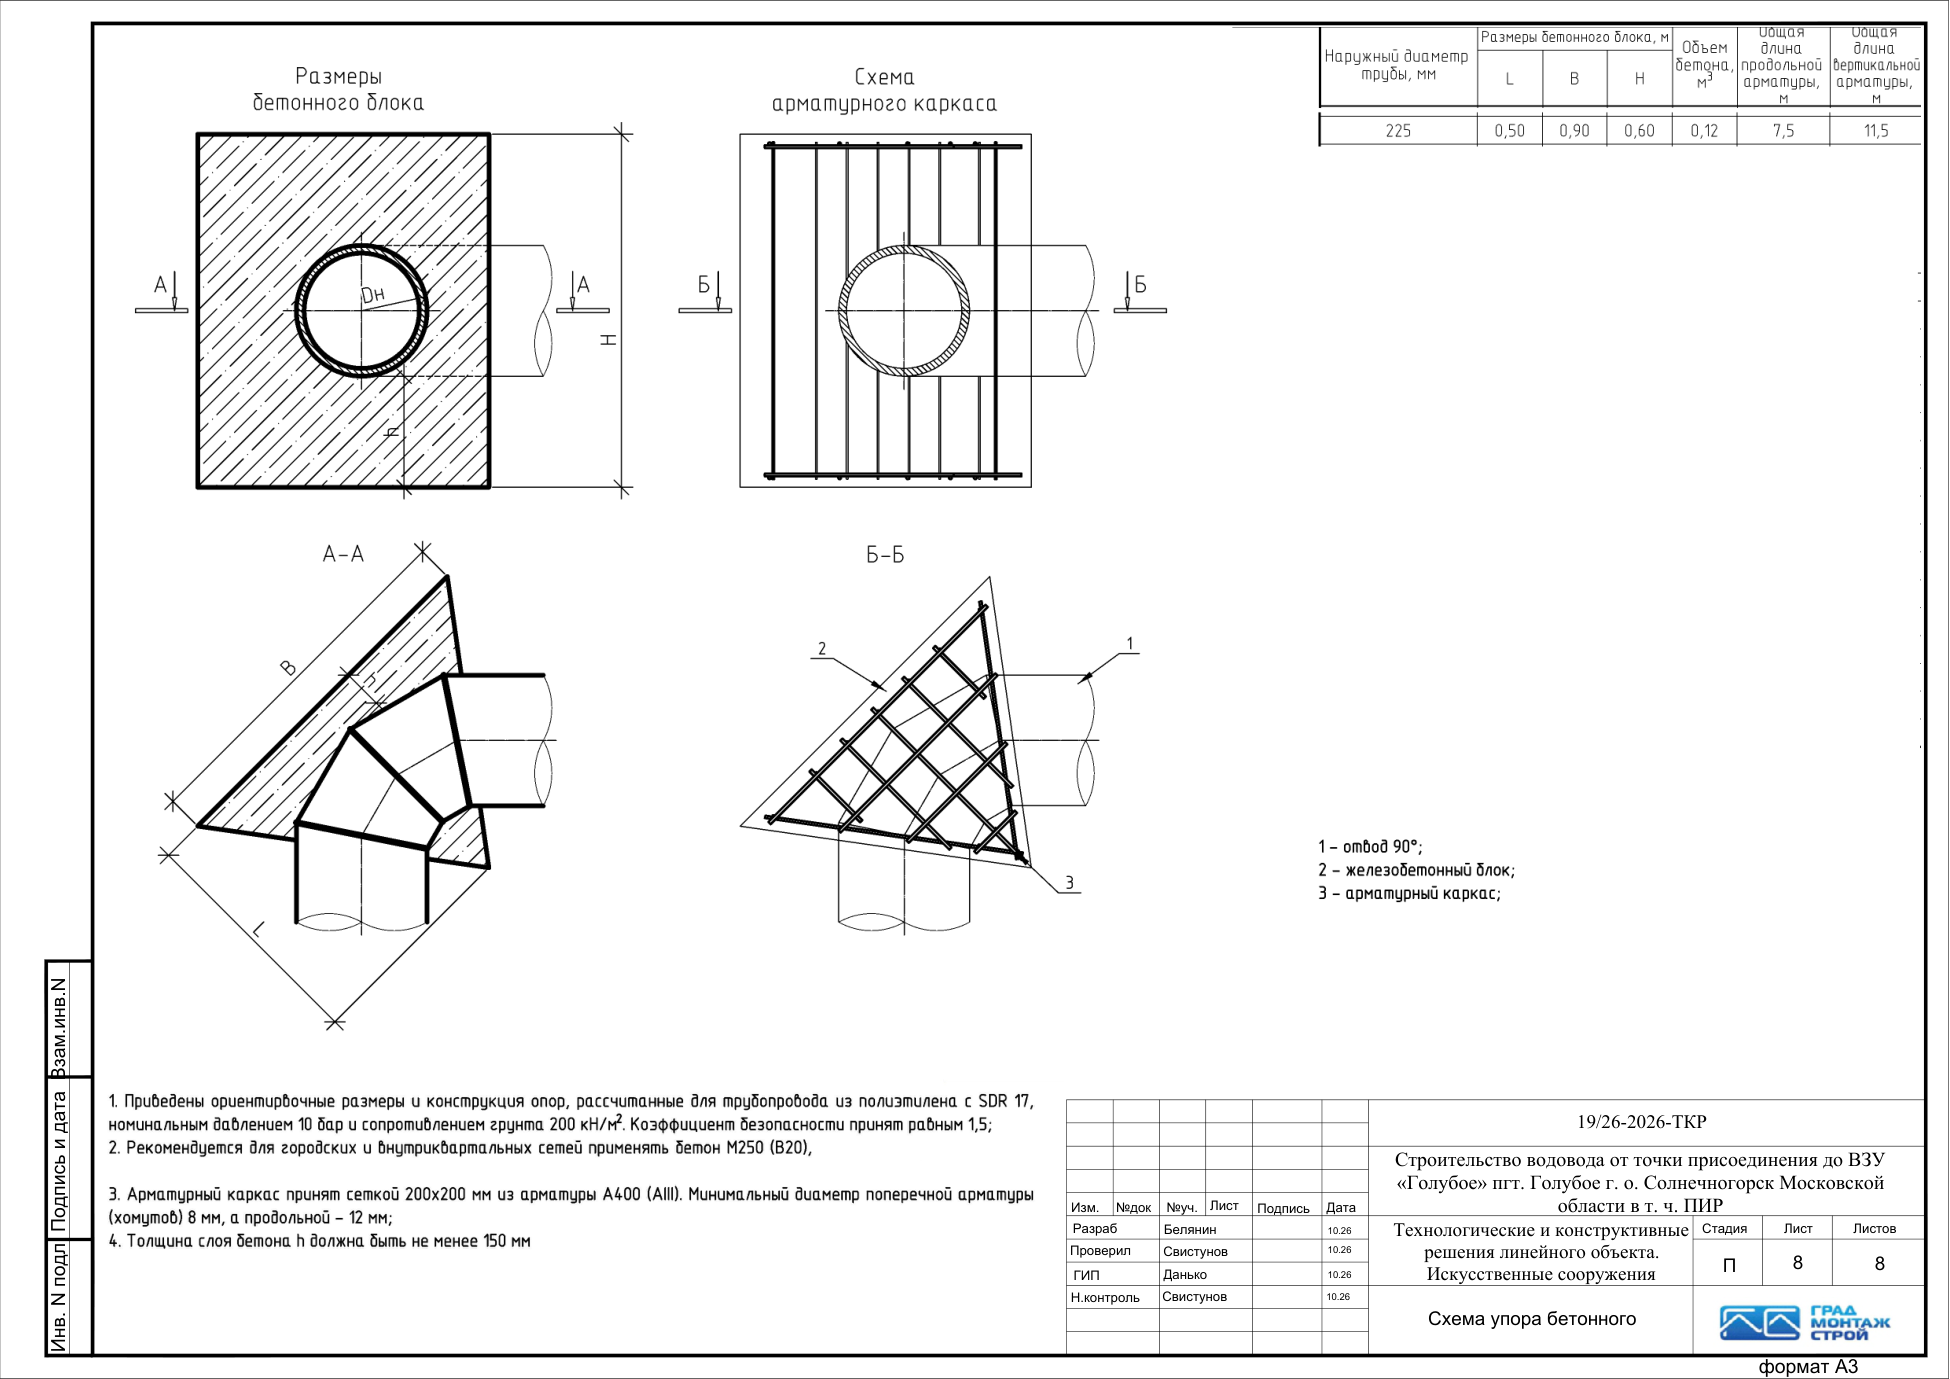 Размеры
бетонного блока
Схема
арматурного каркаса
Наружный диаметр
трубы, мм
Размеры бетонного блока, м
L
B
H
Объем
бетона,
м3
Общая
длина
продольной
арматуры,
м
Общая
длина
вертикальной
арматуры,
м
225
0,50
0,90
0,60
0,12
7,5
11,5
А
А
Dн
H
h
Б
Б
А–А
Б–Б
B
h
L
2
1
3
1 – отвод 90°;
2 – железобетонный блок;
3 – арматурный каркас;
1. Приведены ориентирвочные размеры и конструкция опор, рассчитанные для трубопровода из полиэтилена с SDR 17,
номинальным давлением 10 бар и сопротивлением грунта 200 кН/м2. Коэффициент безопасности принят равным 1,5;
2. Рекомендуется для городских и внутриквартальных сетей применять бетон М250 (В20),
3. Арматурный каркас принят сеткой 200х200 мм из арматуры А400 (АIII). Минимальный диаметр поперечной арматуры
(хомутов) 8 мм, а продольной – 12 мм;
4. Толщина слоя бетона h должна быть не менее 150 мм
Взам.инв.N
Подпись и дата
Инв. N подл
19/26-2026-ТКР
Строительство водовода от точки присоединения до ВЗУ
«Голубое» пгт. Голубое г. о. Солнечногорск Московской
области в т. ч. ПИР
Изм. №док №уч. Лист Подпись Дата
Разраб Белянин 10.26
Проверил Свистунов 10.26
ГИП Данько 10.26
Н.контроль Свистунов 10.26
Технологические и конструктивные
решения линейного объекта.
Искусственные сооружения
Стадия Лист Листов
П 8 8
Схема упора бетонного
ГРАД
МОНТАЖ
СТРОЙ
формат А3